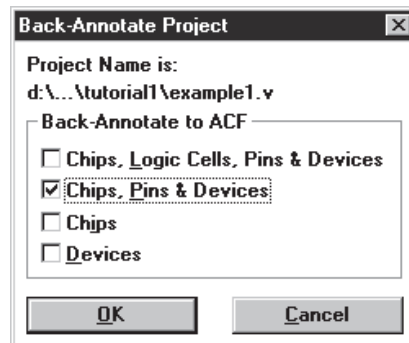 Back-Annotate Project
Project Name is:
d:\...\tutorial1\example1.v
Back-Annotate to ACF
Chips, Logic Cells, Pins & Devices
Chips, Pins & Devices
Chips
Devices
OK
Cancel